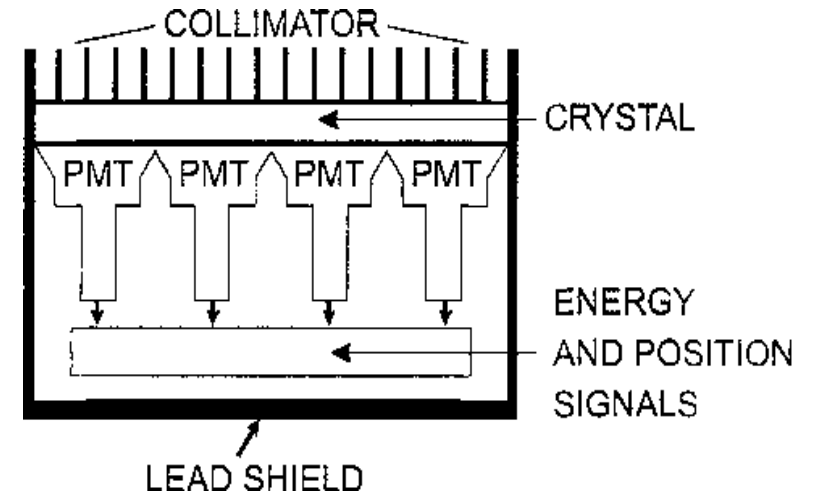 COLLIMATOR
CRYSTAL
PMT PMT PMT PMT
ENERGY
AND POSITION
SIGNALS
LEAD SHIELD